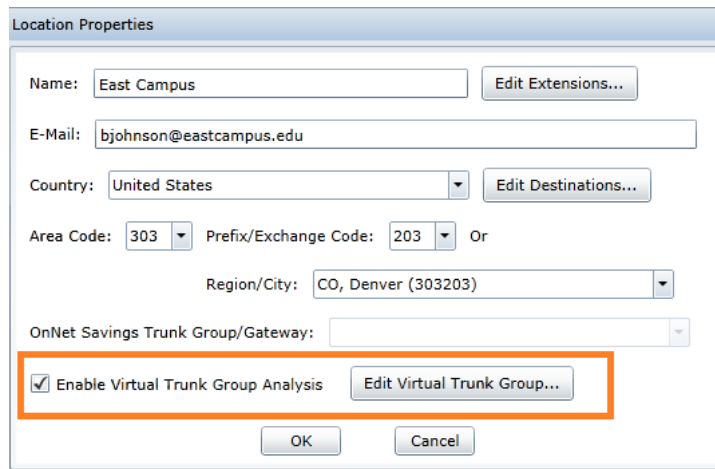 Location Properties
Name: East Campus Edit Extensions...
E-Mail: bjohnson@eastcampus.edu
Country: United States Edit Destinations...
Area Code: 303 Prefix/Exchange Code: 203 Or
Region/City: CO, Denver (303203)
OnNet Savings Trunk Group/Gateway:
Enable Virtual Trunk Group Analysis Edit Virtual Trunk Group...
OK Cancel